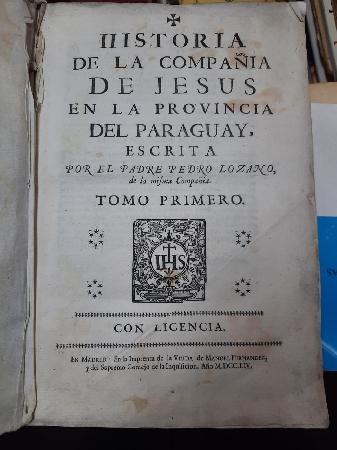 HISTORIA
DE LA COMPAÑIA
DE JESUS
EN LA PROVINCIA
DEL PARAGUAY,
ESCRITA
POR EL PADRE PEDRO LOZANO,
de la misma Compañia.
TOMO PRIMERO.
IHS
CON LICENCIA.
EN MADRID: En la Imprenta de la Viuda de MANUEL FERNANDEZ,
y del Supremo Consejo de la Inquisicion. Año M.DCC.LIV.